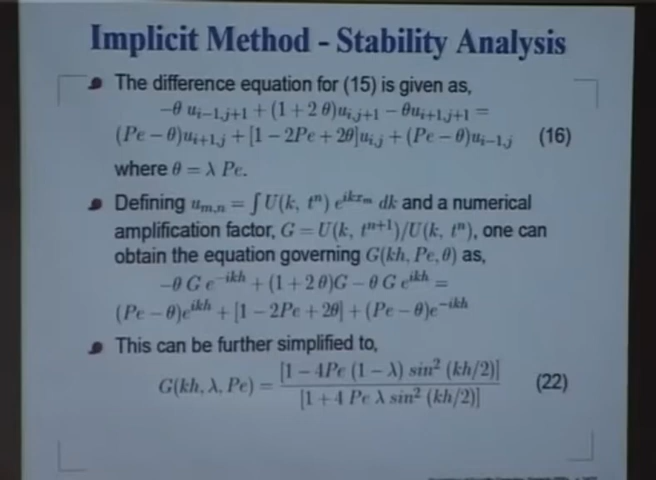 Implicit Method - Stability Analysis
The difference equation for (15) is given as,
−θ u_{i−1,j+1} + (1 + 2 θ)u_{i,j+1} − θu_{i+1,j+1} =
(Pe − θ)u_{i+1,j} + [1 − 2Pe + 2θ]u_{i,j} + (Pe − θ)u_{i−1,j} (16)
where θ = λ Pe.
Defining u_{m,n} = ∫ U(k, t^n) e^{ikx_m} dk and a numerical
amplification factor, G = U(k, t^{n+1})/U(k, t^n), one can
obtain the equation governing G(kh, Pe, θ) as,
−θ G e^{−ikh} + (1 + 2 θ)G − θ G e^{ikh} =
(Pe − θ)e^{ikh} + [1 − 2Pe + 2θ] + (Pe − θ)e^{−ikh}
This can be further simplified to,
G(kh, λ, Pe) = [1 − 4Pe (1 − λ) sin² (kh/2)] / [1 + 4 Pe λ sin² (kh/2)] (22)